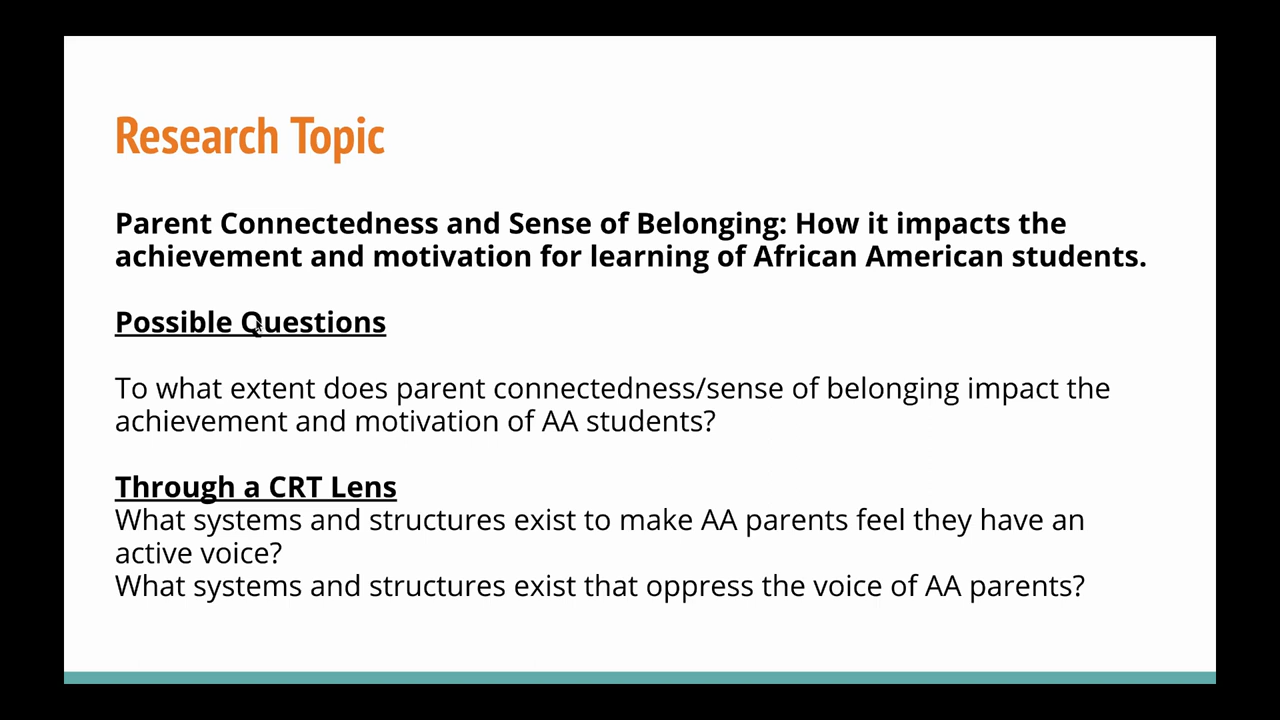 Research Topic
Parent Connectedness and Sense of Belonging: How it impacts the
achievement and motivation for learning of African American students.
Possible Questions
To what extent does parent connectedness/sense of belonging impact the
achievement and motivation of AA students?
Through a CRT Lens
What systems and structures exist to make AA parents feel they have an
active voice?
What systems and structures exist that oppress the voice of AA parents?